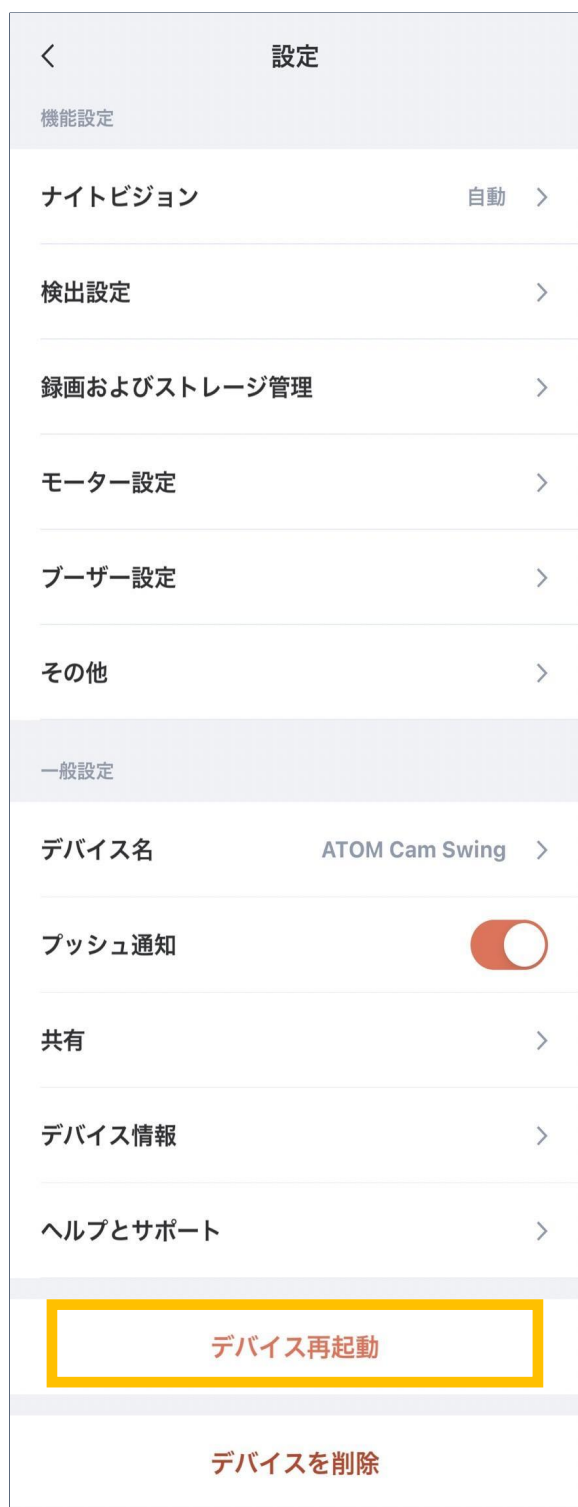 設定
機能設定
ナイトビジョン 自動
検出設定
録画およびストレージ管理
モーター設定
ブーザー設定
その他
一般設定
デバイス名 ATOM Cam Swing
プッシュ通知
共有
デバイス情報
ヘルプとサポート
デバイス再起動
デバイスを削除